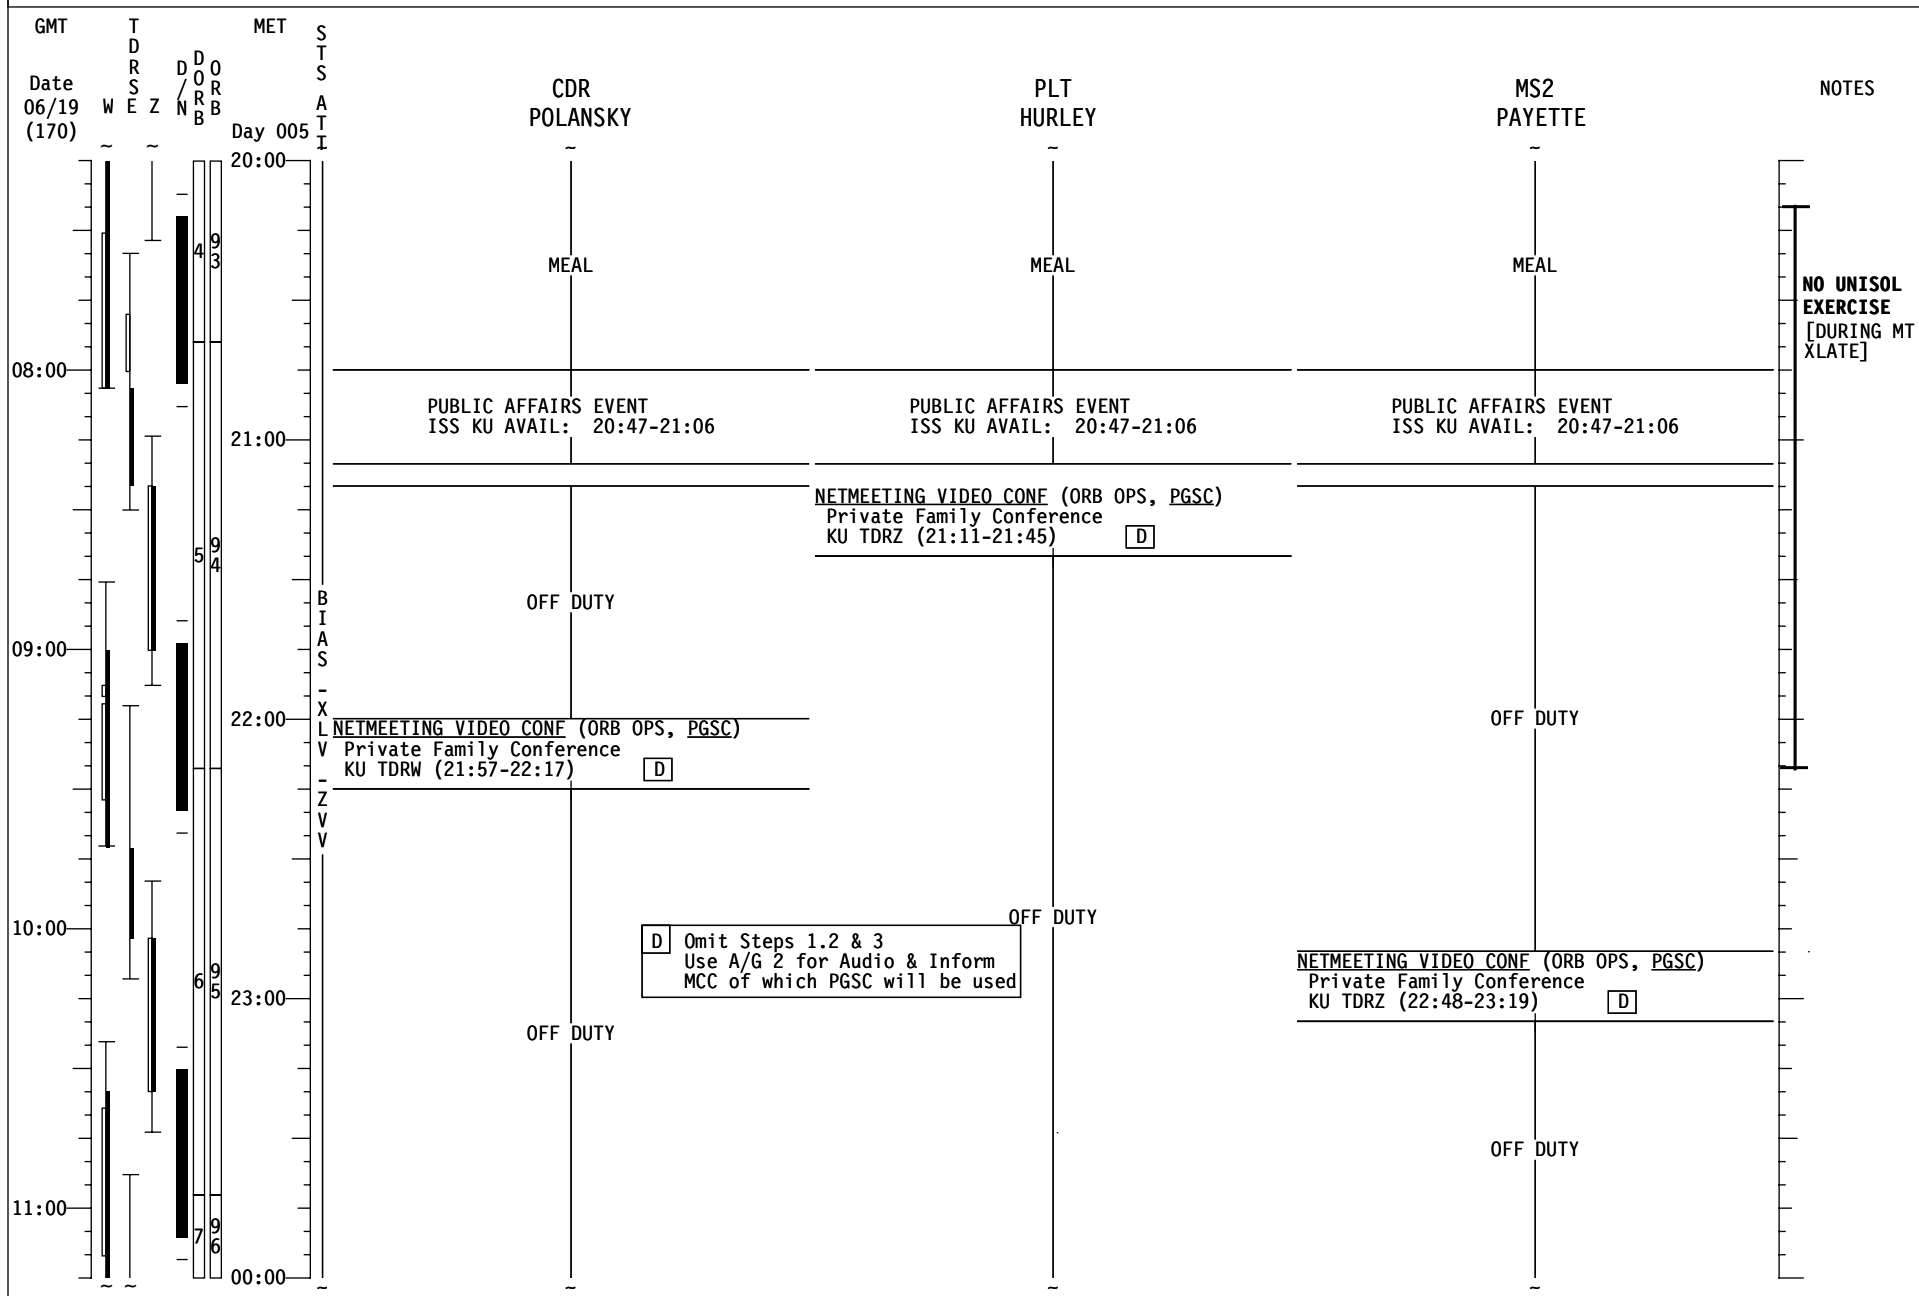 GMT
TDRSE
MET
STS ATT
Date
06/19
(170)
W E Z
D/N
DORB
ORB
Day 005
CDR
POLANSKY
PLT
HURLEY
MS2
PAYETTE
NOTES
~ ~ ~ ~ ~ ~
20:00
4
93
MEAL
MEAL
MEAL
NO UNISOL
EXERCISE
[DURING MT
XLATE]
08:00
PUBLIC AFFAIRS EVENT
ISS KU AVAIL: 20:47-21:06
PUBLIC AFFAIRS EVENT
ISS KU AVAIL: 20:47-21:06
PUBLIC AFFAIRS EVENT
ISS KU AVAIL: 20:47-21:06
21:00
NETMEETING VIDEO CONF (ORB OPS, PGSC)
Private Family Conference
KU TDRZ (21:11-21:45) D
5
94
OFF DUTY
BIAS -XLV -ZVV
09:00
22:00
NETMEETING VIDEO CONF (ORB OPS, PGSC)
Private Family Conference
KU TDRW (21:57-22:17) D
OFF DUTY
OFF DUTY
10:00
D Omit Steps 1.2 & 3
Use A/G 2 for Audio & Inform
MCC of which PGSC will be used
NETMEETING VIDEO CONF (ORB OPS, PGSC)
Private Family Conference
KU TDRZ (22:48-23:19) D
6
95
23:00
OFF DUTY
OFF DUTY
11:00
7
96
00:00
~ ~ ~ ~ ~ ~